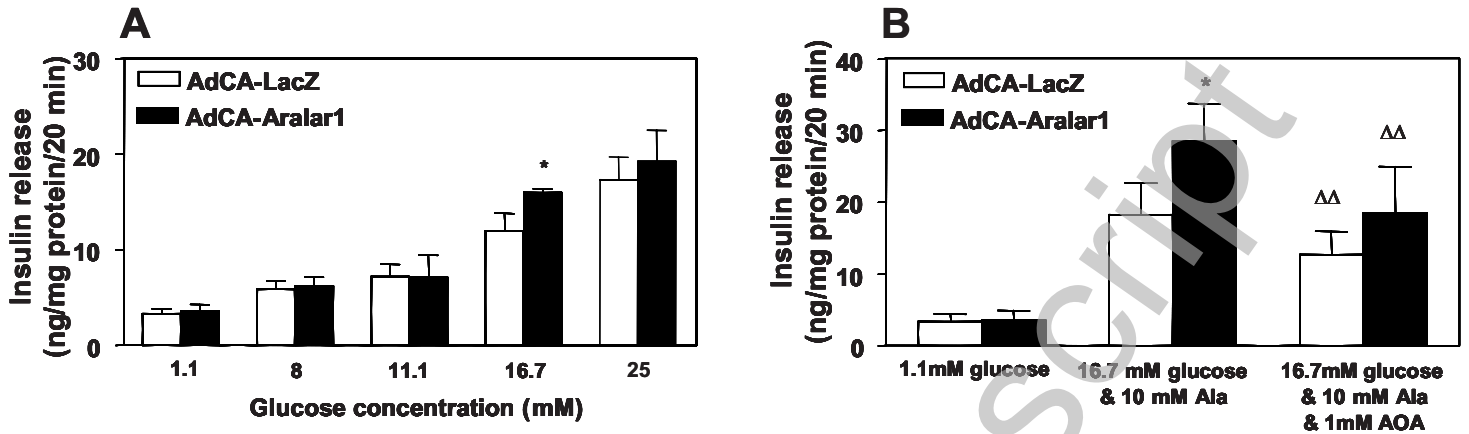 A
Insulin release
(ng/mg protein/20 min)
30
20
10
0
AdCA-LacZ
AdCA-Aralar1
*
1.1
8
11.1
16.7
25
Glucose concentration (mM)
B
Insulin release
(ng/mg protein/20 min)
40
30
20
10
0
AdCA-LacZ
AdCA-Aralar1
*
ΔΔ
ΔΔ
1.1mM glucose
16.7 mM glucose
& 10 mM Ala
16.7mM glucose
& 10 mM Ala
& 1mM AOA
script